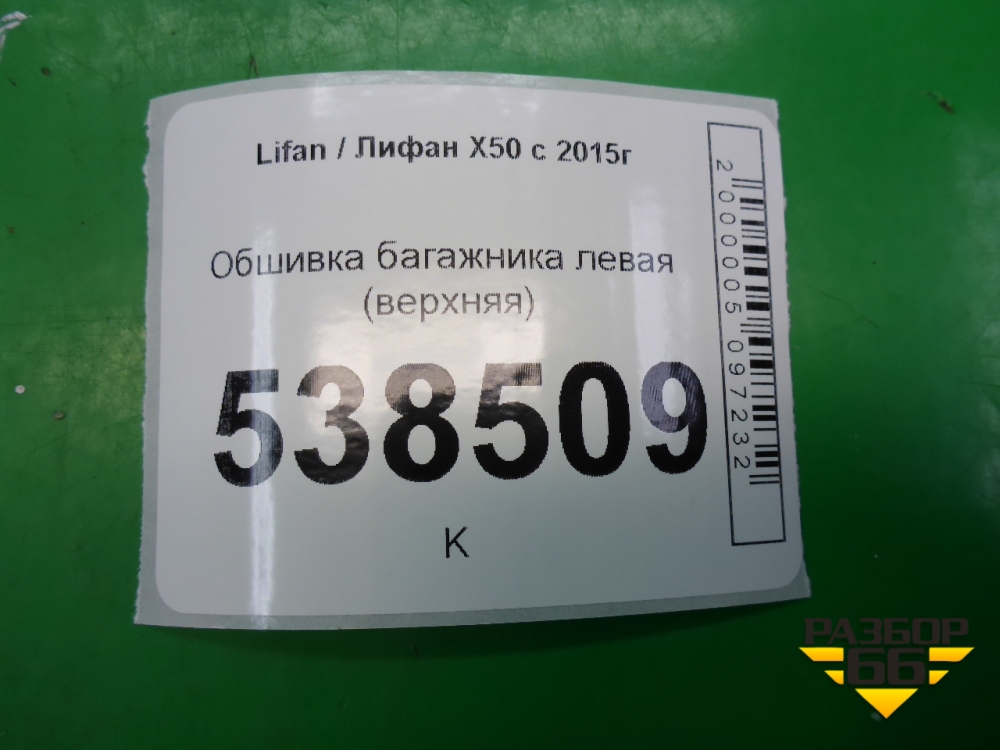 Lifan / Лифан X50 с 2015г
Обшивка багажника левая
(верхняя)
538509
К
2000005097232
РАЗБОР
66